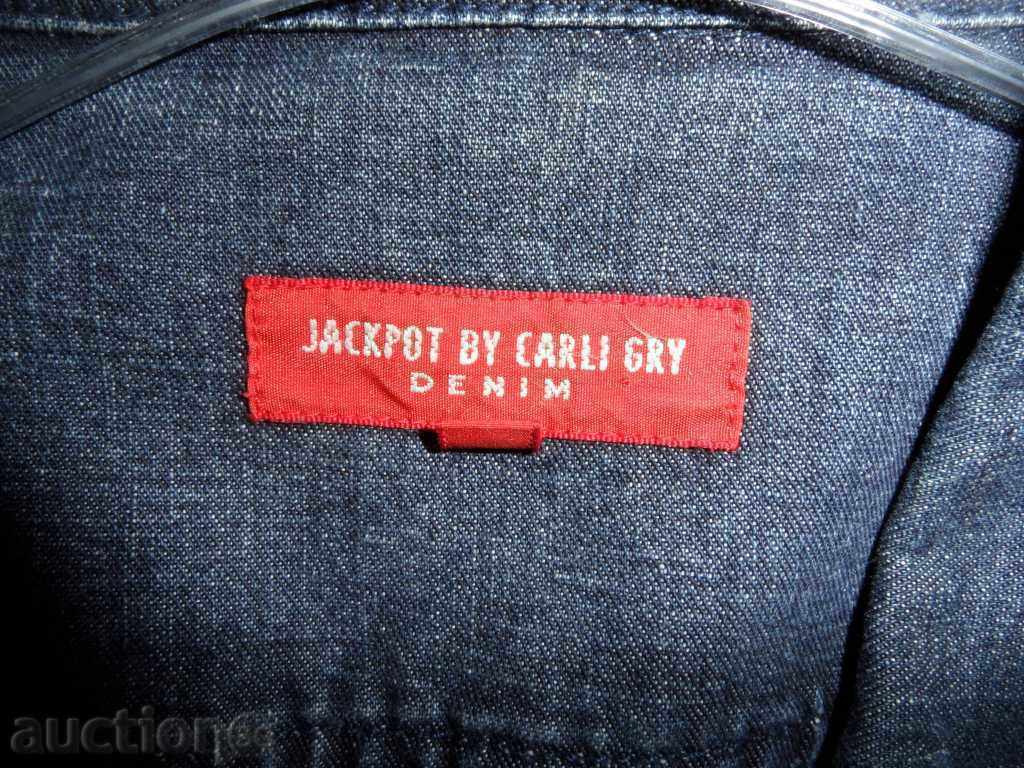 JACKPOT BY CARLI GRY
DENIM
auction